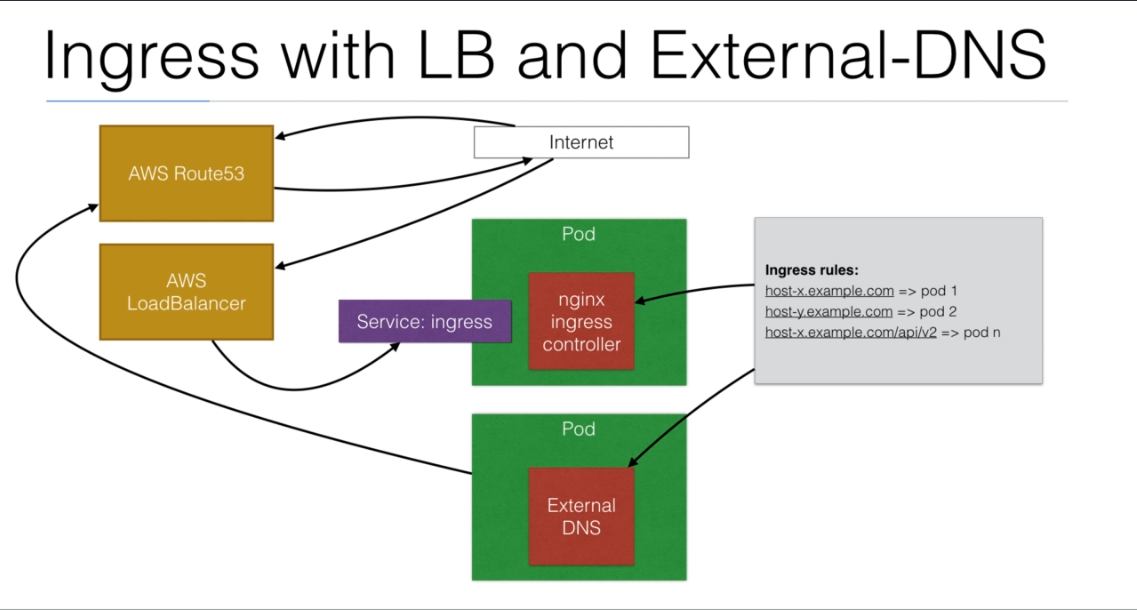 Ingress with LB and External-DNS
Internet
AWS Route53
AWS
LoadBalancer
Service: ingress
Pod
nginx
ingress
controller
Ingress rules:
host-x.example.com => pod 1
host-y.example.com => pod 2
host-x.example.com/api/v2 => pod n
Pod
External
DNS